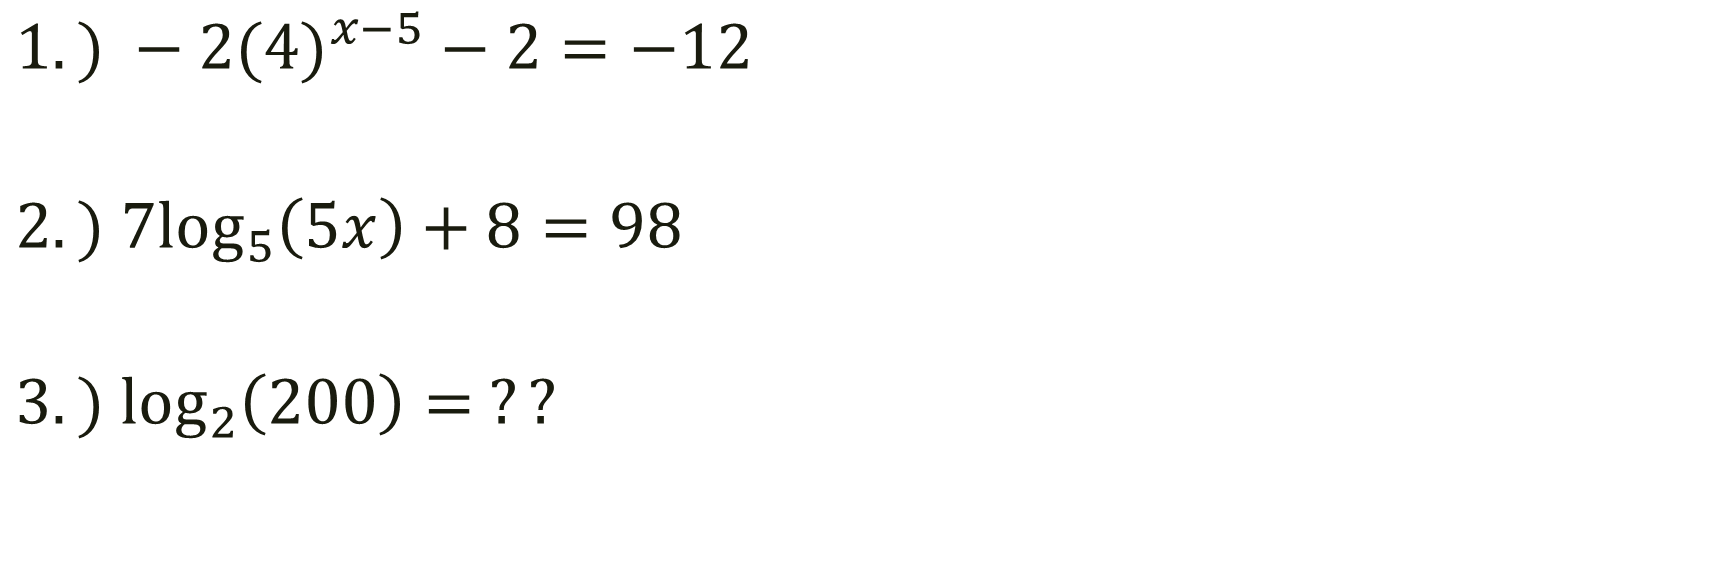 1.) − 2(4)^{x−5} − 2 = −12
2.) 7log₅(5x) + 8 = 98
3.) log₂(200) = ??